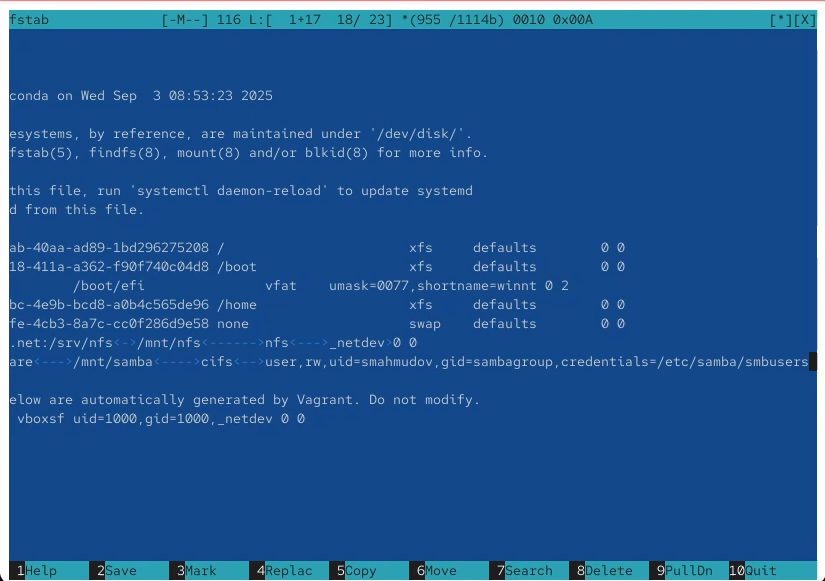 fstab [-M--] 116 L:[ 1+17 18/ 23] *(955 /1114b) 0010 0x00A [*][X]
conda on Wed Sep 3 08:53:23 2025
esystems, by reference, are maintained under '/dev/disk/'.
fstab(5), findfs(8), mount(8) and/or blkid(8) for more info.
this file, run 'systemctl daemon-reload' to update systemd
d from this file.
ab-40aa-ad89-1bd296275208 / xfs defaults 0 0
18-411a-a362-f90f740c04d8 /boot xfs defaults 0 0
/boot/efi vfat umask=0077,shortname=winnt 0 2
bc-4e9b-bcd8-a0b4c565de96 /home xfs defaults 0 0
fe-4cb3-8a7c-cc0f286d9e58 none swap defaults 0 0
.net:/srv/nfs<->/mnt/nfs<------>nfs<--->_netdev>0 0
are<--->/mnt/samba<---->cifs<-->user,rw,uid=smahmudov,gid=sambagroup,credentials=/etc/samba/smbusers
elow are automatically generated by Vagrant. Do not modify.
vboxsf uid=1000,gid=1000,_netdev 0 0
1Help 2Save 3Mark 4Replac 5Copy 6Move 7Search 8Delete 9PullDn 10Quit